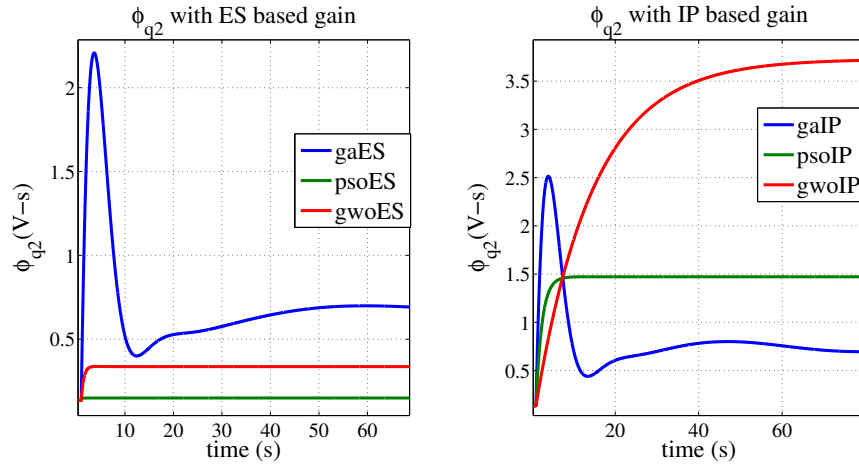 ϕq2 with ES based gain
2
1.5
1
0.5
ϕq2(V−s)
gaES
psoES
gwoES
10 20 30 40 50 60
time (s)
ϕq2 with IP based gain
3.5
3
2.5
2
1.5
1
0.5
ϕq2(V−s)
gaIP
psoIP
gwoIP
20 40 60
time (s)